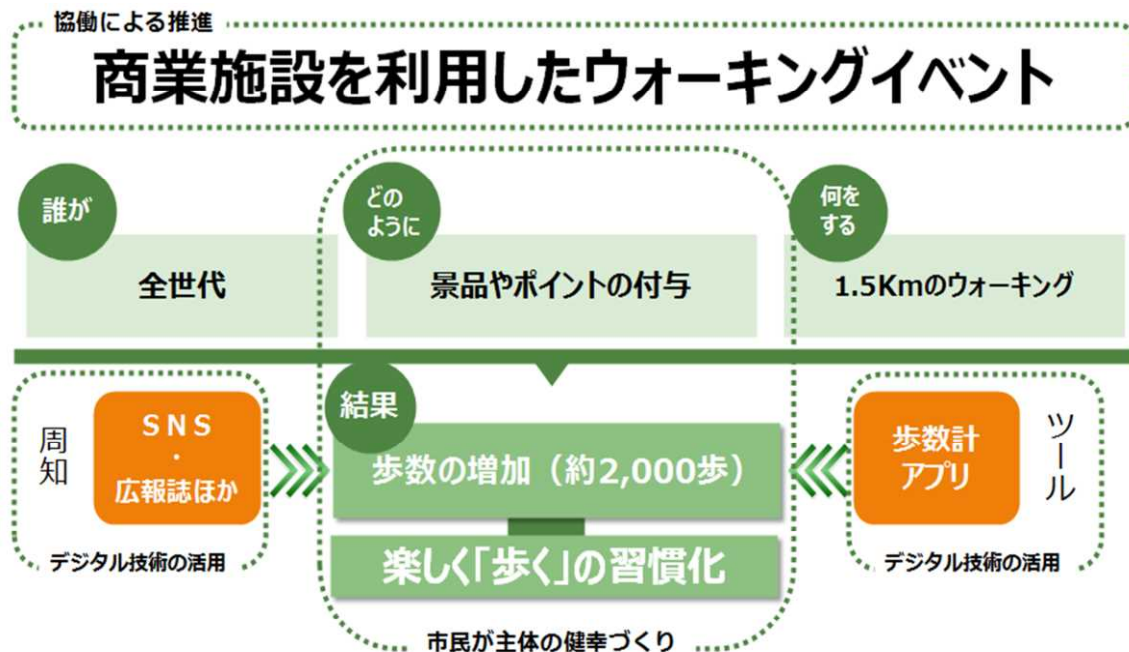 協働による推進
商業施設を利用したウォーキングイベント
誰が
全世代
どの
ように
景品やポイントの付与
何を
する
1.5Kmのウォーキング
周知
SNS
・
広報誌ほか
デジタル技術の活用
結果
歩数の増加（約2,000歩）
楽しく「歩く」の習慣化
市民が主体の健幸づくり
歩数計
アプリ
ツール
デジタル技術の活用